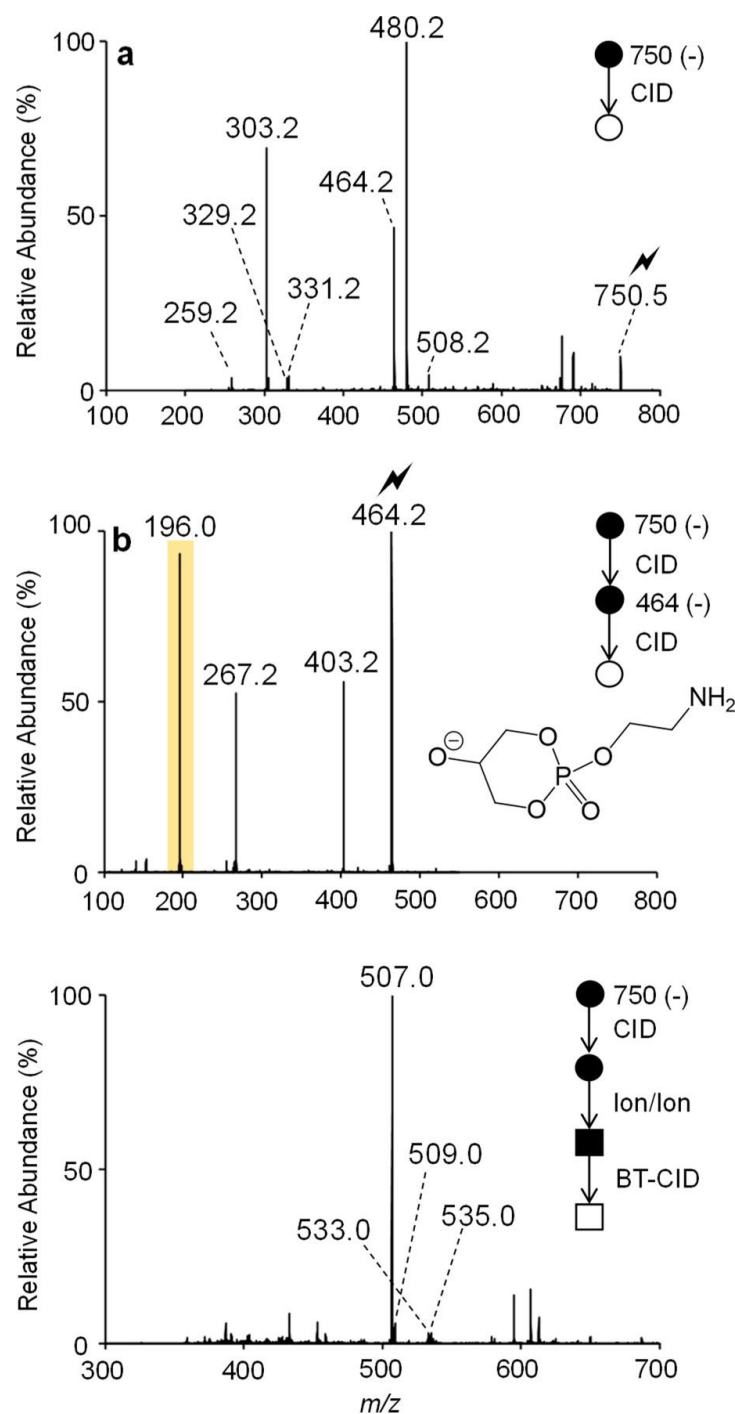 a
Relative Abundance (%)
100
50
0
480.2
303.2
464.2
329.2
331.2
259.2
508.2
750.5
750 (-)
CID
100 200 300 400 500 600 700 800
b
Relative Abundance (%)
100
50
0
196.0
464.2
403.2
267.2
750 (-)
CID
464 (-)
CID
NH2
O
O
P
O
O
O
100 200 300 400 500 600 700 800
Relative Abundance (%)
100
50
0
507.0
509.0
533.0
535.0
750 (-)
CID
Ion/Ion
BT-CID
300 400 500 600 700
m/z